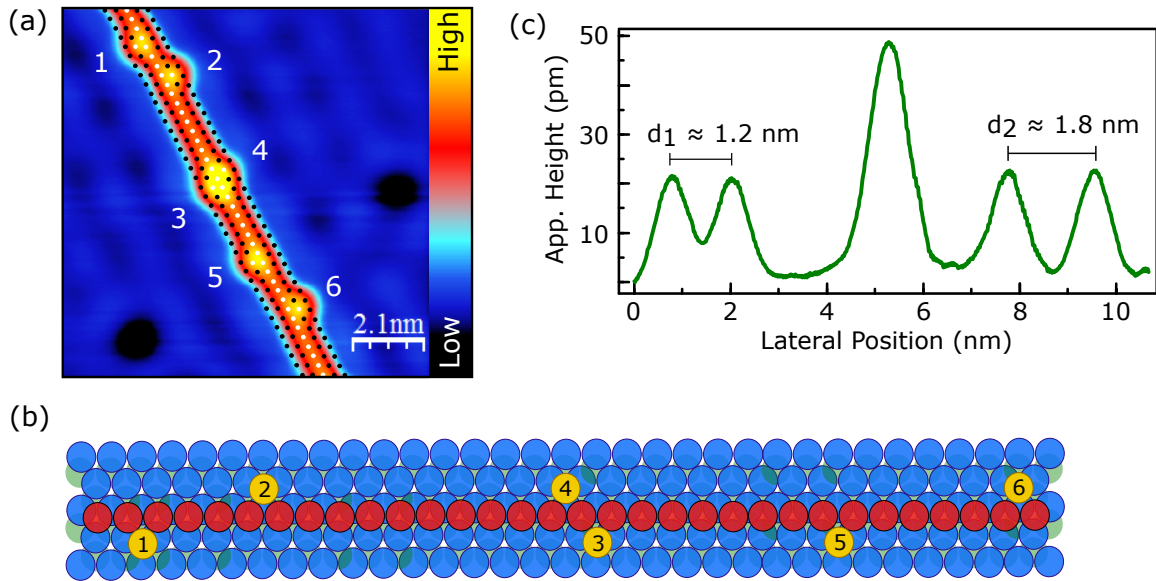 (a)
1
2
3
4
5
6
2.1nm
High
Low
(c)
App. Height (pm)
50
30
10
d1 ≈ 1.2 nm
d2 ≈ 1.8 nm
0
2
4
6
8
10
Lateral Position (nm)
(b)
2
4
6
1
3
5